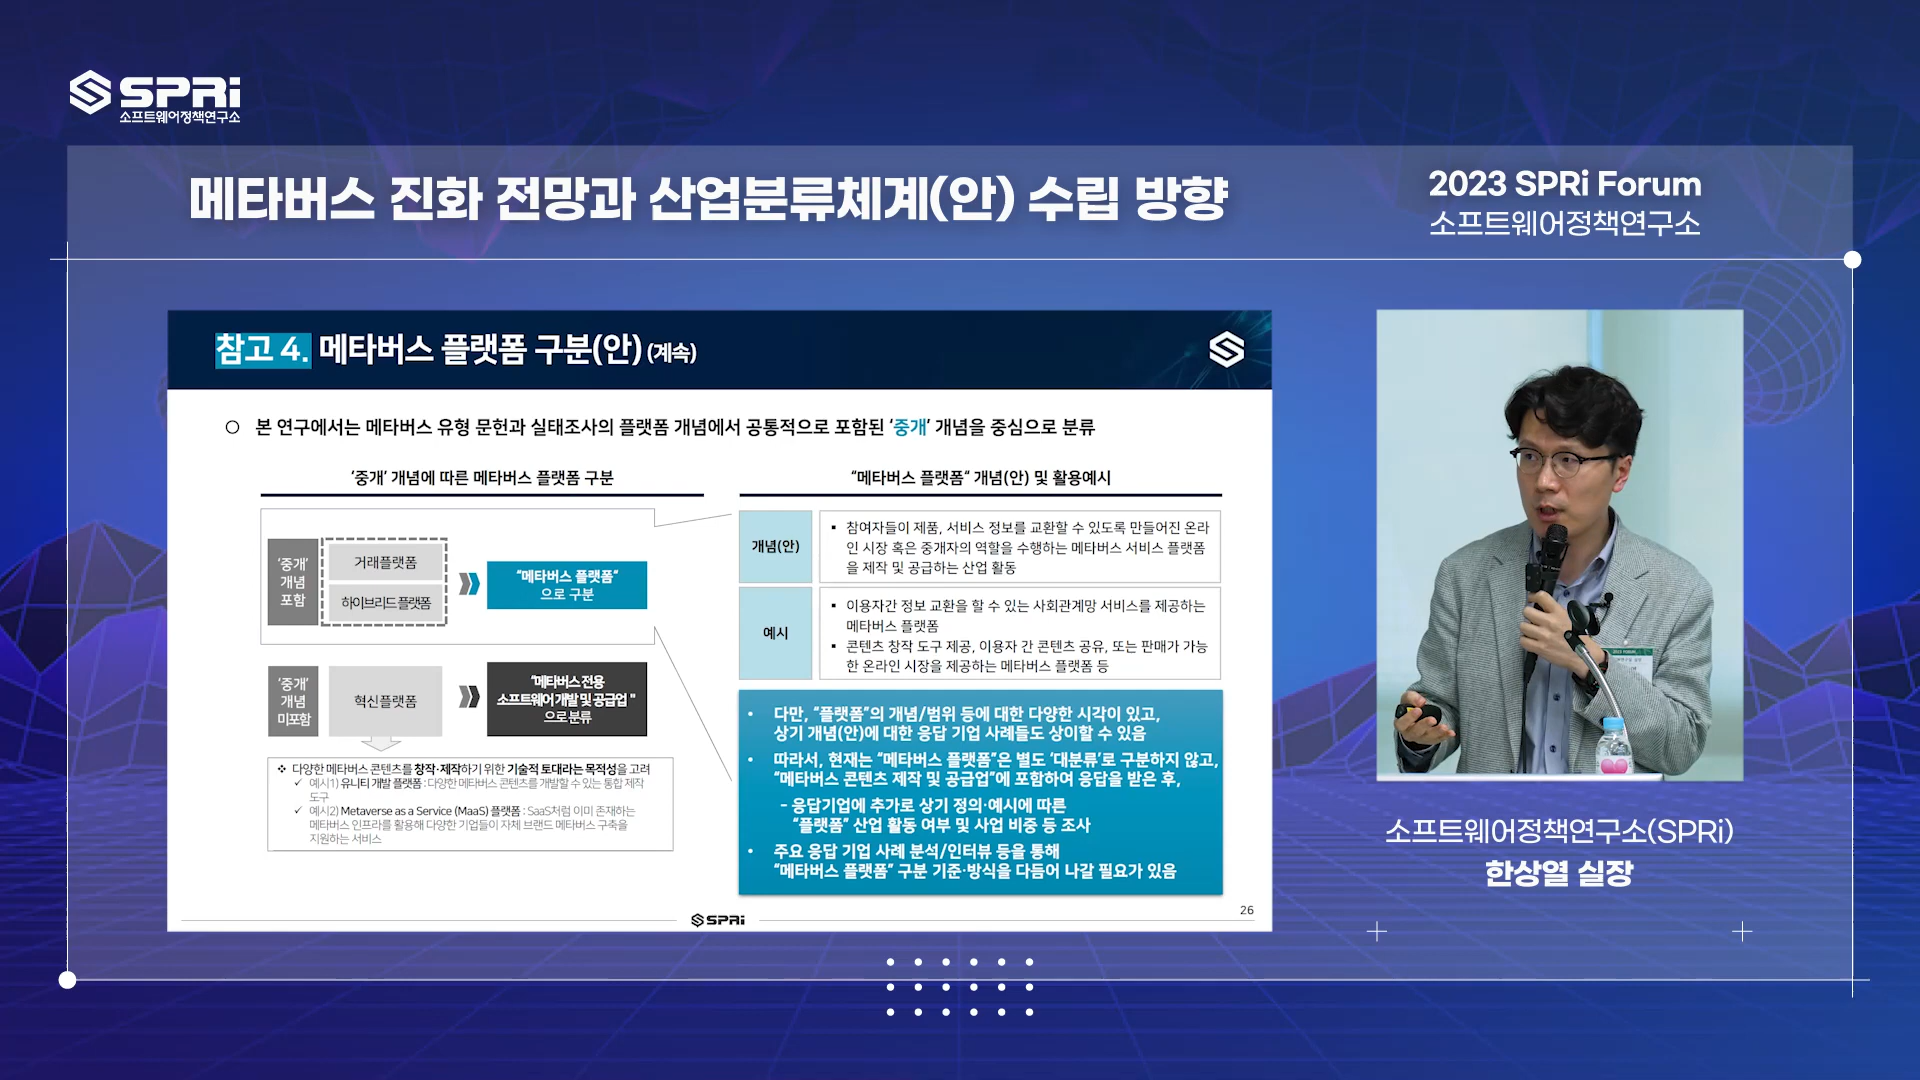 SPRi
소프트웨어정책연구소
메타버스 진화 전망과 산업분류체계(안) 수립 방향
2023 SPRi Forum
소프트웨어정책연구소
참고 4. 메타버스 플랫폼 구분(안) (계속)
○ 본 연구에서는 메타버스 유형 문헌과 실태조사의 플랫폼 개념에서 공통적으로 포함된 '중개' 개념을 중심으로 분류
'중개' 개념에 따른 메타버스 플랫폼 구분
'중개'
개념
포함
거래플랫폼
하이브리드 플랫폼
"메타버스 플랫폼"
으로 구분
'중개'
개념
미포함
혁신플랫폼
"메타버스 전용
소프트웨어 개발 및 공급업"
으로 분류
❖ 다양한 메타버스 콘텐츠를 창작·제작하기 위한 기술적 토대라는 목적성을 고려
✓ 예시1) 유니티 개발 플랫폼 : 다양한 메타버스 콘텐츠를 개발할 수 있는 통합 제작
도구
✓ 예시2) Metaverse as a Service (MaaS) 플랫폼 : SaaS처럼 이미 존재하는
메타버스 인프라를 활용해 다양한 기업들이 자체 브랜드 메타버스 구축을
지원하는 서비스
"메타버스 플랫폼" 개념(안) 및 활용예시
개념(안)
▪ 참여자들이 제품, 서비스 정보를 교환할 수 있도록 만들어진 온라
인 시장 혹은 중개자의 역할을 수행하는 메타버스 서비스 플랫폼
을 제작 및 공급하는 산업 활동
예시
▪ 이용자간 정보 교환을 할 수 있는 사회관계망 서비스를 제공하는
메타버스 플랫폼
▪ 콘텐츠 창작 도구 제공, 이용자 간 콘텐츠 공유, 또는 판매가 가능
한 온라인 시장을 제공하는 메타버스 플랫폼 등
• 다만, "플랫폼"의 개념/범위 등에 대한 다양한 시각이 있고,
상기 개념(안)에 대한 응답 기업 사례들도 상이할 수 있음
• 따라서, 현재는 "메타버스 플랫폼"은 별도 '대분류'로 구분하지 않고,
"메타버스 콘텐츠 제작 및 공급업"에 포함하여 응답을 받은 후,
- 응답기업에 추가로 상기 정의·예시에 따른
"플랫폼" 산업 활동 여부 및 사업 비중 등 조사
• 주요 응답 기업 사례 분석/인터뷰 등을 통해
"메타버스 플랫폼" 구분 기준·방식을 다듬어 나갈 필요가 있음
SPRi
26
소프트웨어정책연구소(SPRi)
한상열 실장